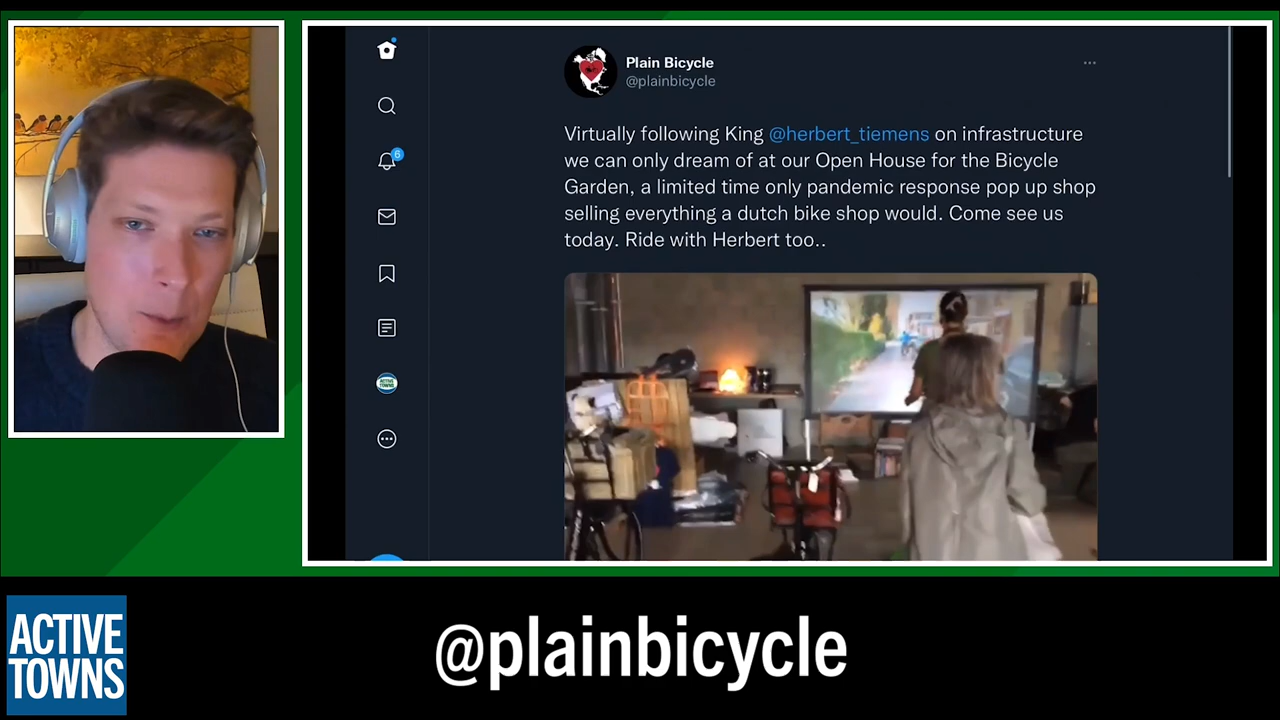 Plain Bicycle
@plainbicycle
Virtually following King @herbert_tiemens on infrastructure
we can only dream of at our Open House for the Bicycle
Garden, a limited time only pandemic response pop up shop
selling everything a dutch bike shop would. Come see us
today. Ride with Herbert too..
6
ACTIVE
TOWNS
ACTIVE
TOWNS
@plainbicycle